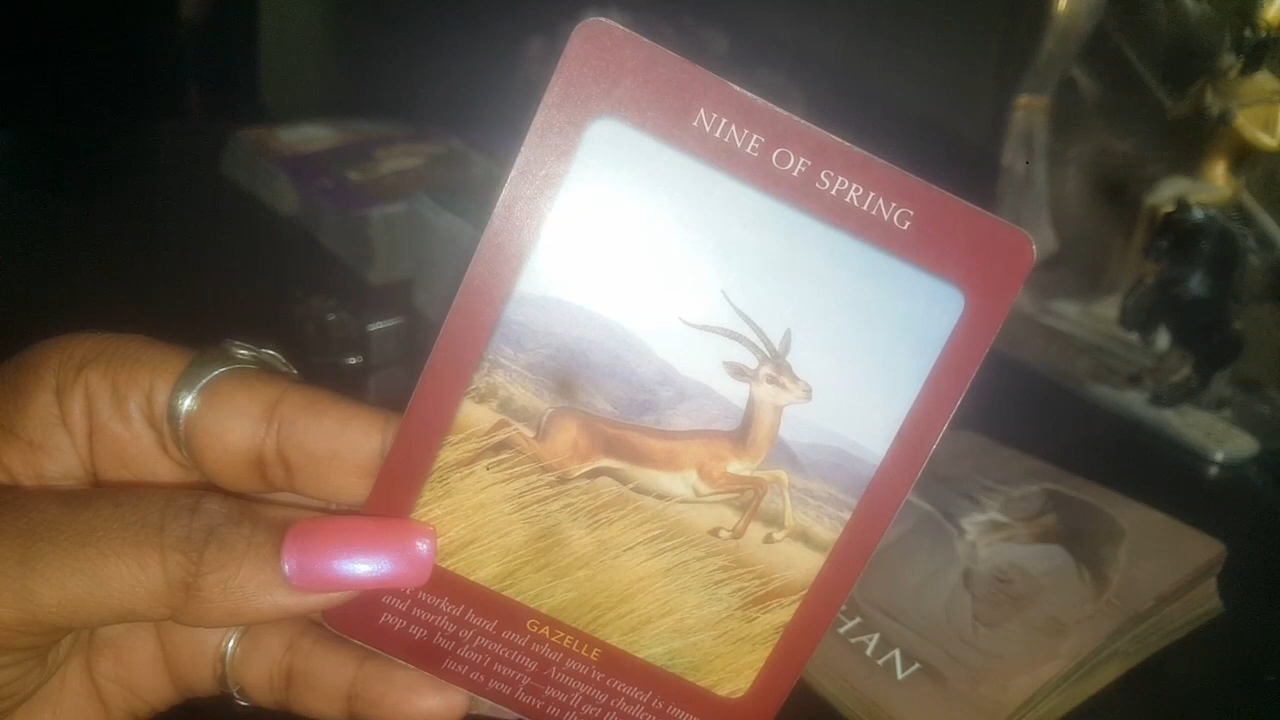 NINE OF SPRING
GAZELLE
worked hard, and what you've created is
and worthy of protecting. Annoying
pop up, but don't worry—you'll get
just as you have in the
HAN